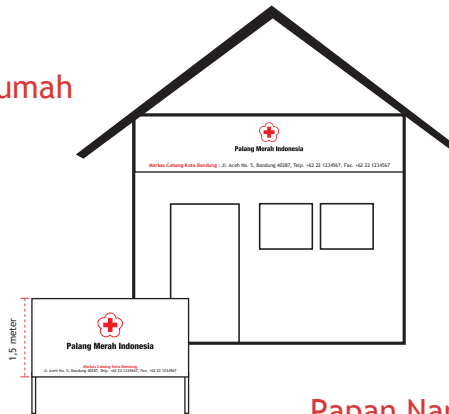 umah
Palang Merah Indonesia
Markas Cabang Kota Bandung : Jl. Aceh No. 5, Bandung 40287, Telp. +62 22 1234567, Fax. +62 22 1234567
1,5 meter
Palang Merah Indonesia
Markas Cabang Kota Bandung
Jl. Aceh No. 5, Bandung 40287, Telp. +62 22 1234567, Fax. +62 22 1234567
Papan Nam